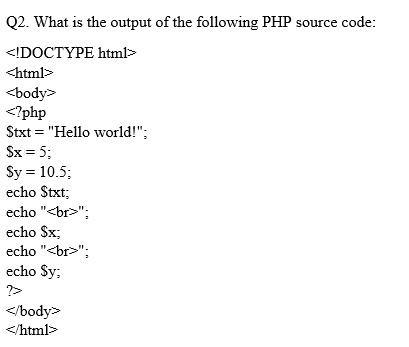 Q2. What is the output of the following PHP source code:
<!DOCTYPE html>
<html>
<body>
<?php
$txt = "Hello world!";
$x = 5;
$y = 10.5;
echo $txt;
echo "<br>";
echo $x;
echo "<br>";
echo $y;
?>
</body>
</html>